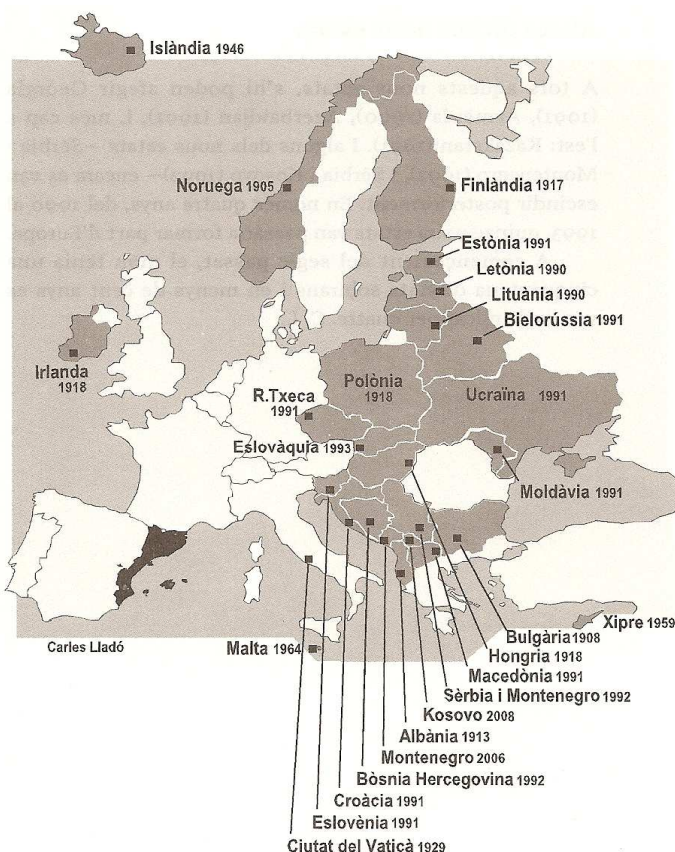 Islàndia 1946
Noruega 1905
Finlàndia 1917
Estònia 1991
Letònia 1990
Lituània 1990
Bielorússia 1991
Irlanda
1918
R.Txeca
1991
Polònia
1918
Ucraïna 1991
Eslovàquia 1993
Moldàvia 1991
Carles Lladó
Malta 1964
Xipre 1959
Bulgària 1908
Hongria 1918
Macedònia 1991
Sèrbia i Montenegro 1992
Kosovo 2008
Albània 1913
Montenegro 2006
Bòsnia Hercegovina 1992
Croàcia 1991
Eslovènia 1991
Ciutat del Vaticà 1929